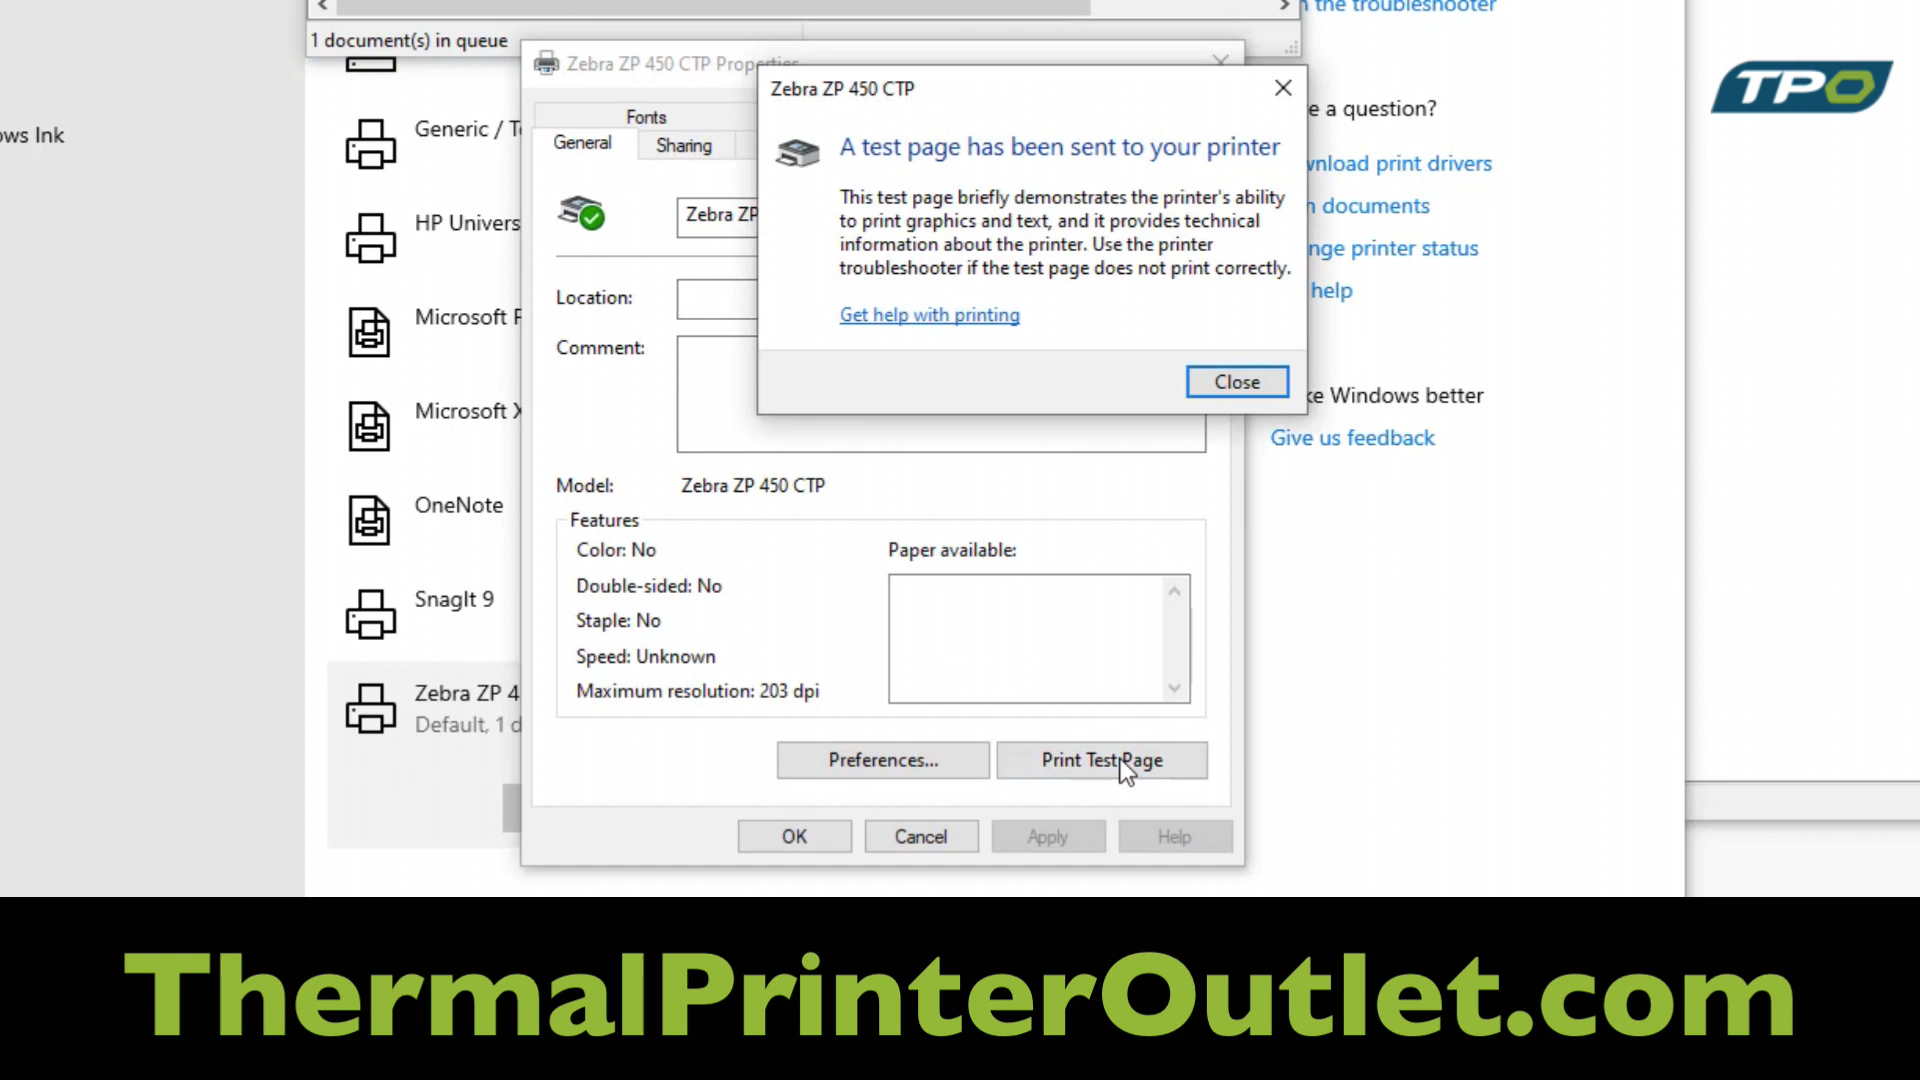 n the troubleshooter
1 document(s) in queue
Zebra ZP 450 CTP Properties
Zebra ZP 450 CTP
TPO
Fonts
General
Sharing
A test page has been sent to your printer
This test page briefly demonstrates the printer's ability
to print graphics and text, and it provides technical
information about the printer. Use the printer
troubleshooter if the test page does not print correctly.
Get help with printing
Close
e a question?
wnload print drivers
n documents
nge printer status
help
ke Windows better
Give us feedback
ows Ink
Generic / T
HP Univers
Microsoft P
Microsoft X
OneNote
SnagIt 9
Zebra ZP 4
Default, 1 d
Zebra ZP
Location:
Comment:
Model:
Zebra ZP 450 CTP
Features
Color: No
Double-sided: No
Staple: No
Speed: Unknown
Maximum resolution: 203 dpi
Paper available:
Preferences...
Print Test Page
OK
Cancel
Apply
Help
ThermalPrinterOutlet.com